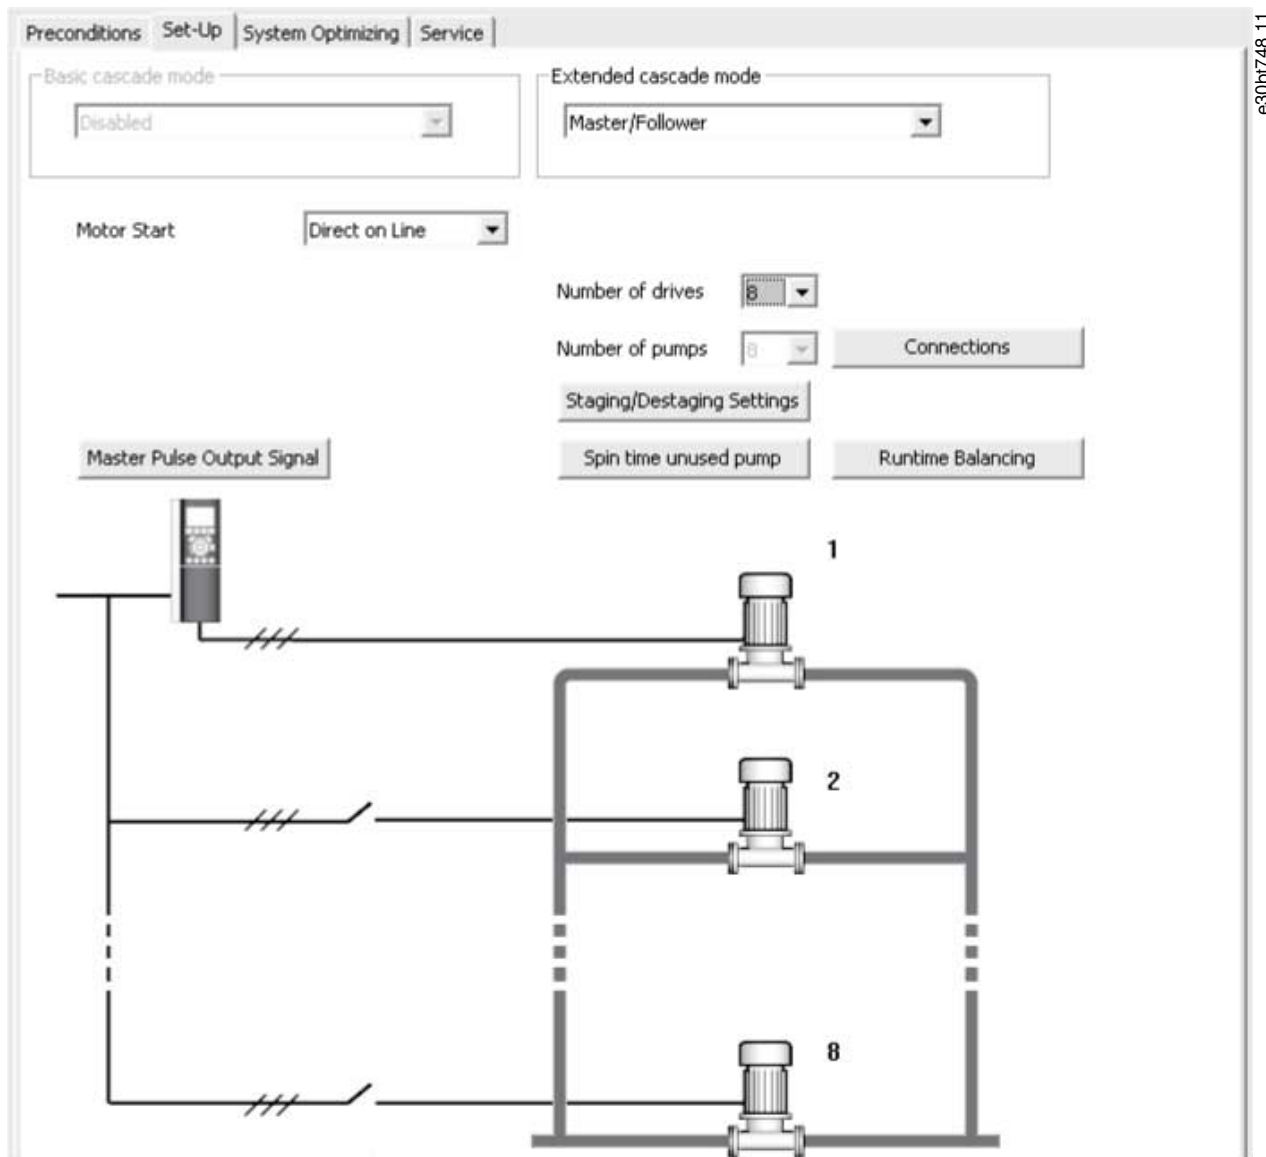 Preconditions Set-Up System Optimizing Service
Basic cascade mode
Disabled
Extended cascade mode
Master/Follower
Motor Start Direct on Line
Number of drives 8
Number of pumps 8 Connections
Staging/Destaging Settings
Master Pulse Output Signal Spin time unused pump Runtime Balancing
1
2
8
e30bt748.11